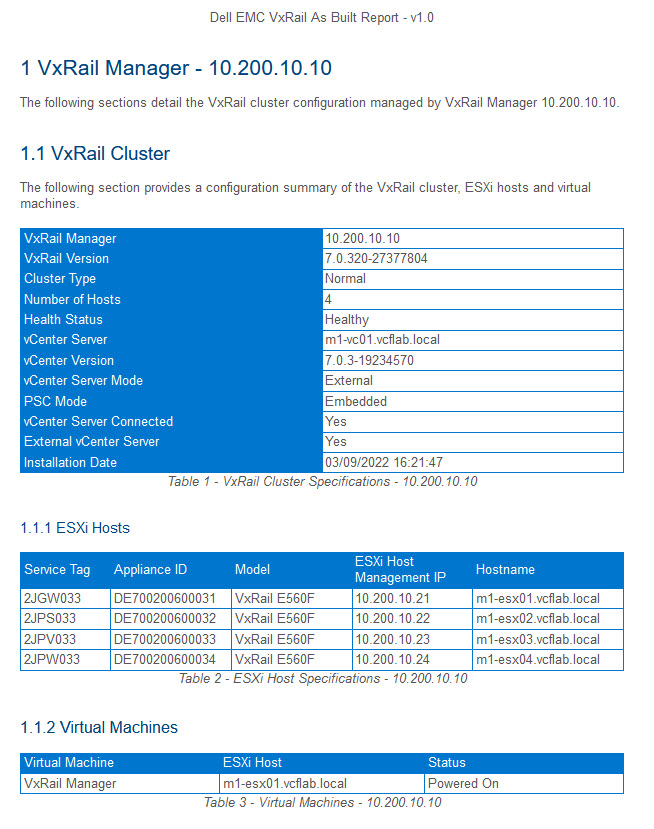 Dell EMC VxRail As Built Report - v1.0
1 VxRail Manager - 10.200.10.10
The following sections detail the VxRail cluster configuration managed by VxRail Manager 10.200.10.10.
1.1 VxRail Cluster
The following section provides a configuration summary of the VxRail cluster, ESXi hosts and virtual
machines.
VxRail Manager 10.200.10.10
VxRail Version 7.0.320-27377804
Cluster Type Normal
Number of Hosts 4
Health Status Healthy
vCenter Server m1-vc01.vcflab.local
vCenter Version 7.0.3-19234570
vCenter Server Mode External
PSC Mode Embedded
vCenter Server Connected Yes
External vCenter Server Yes
Installation Date 03/09/2022 16:21:47
Table 1 - VxRail Cluster Specifications - 10.200.10.10
1.1.1 ESXi Hosts
Service Tag Appliance ID Model ESXi Host Management IP Hostname
2JGW033 DE700200600031 VxRail E560F 10.200.10.21 m1-esx01.vcflab.local
2JPS033 DE700200600032 VxRail E560F 10.200.10.22 m1-esx02.vcflab.local
2JPV033 DE700200600033 VxRail E560F 10.200.10.23 m1-esx03.vcflab.local
2JPW033 DE700200600034 VxRail E560F 10.200.10.24 m1-esx04.vcflab.local
Table 2 - ESXi Host Specifications - 10.200.10.10
1.1.2 Virtual Machines
Virtual Machine ESXi Host Status
VxRail Manager m1-esx01.vcflab.local Powered On
Table 3 - Virtual Machines - 10.200.10.10